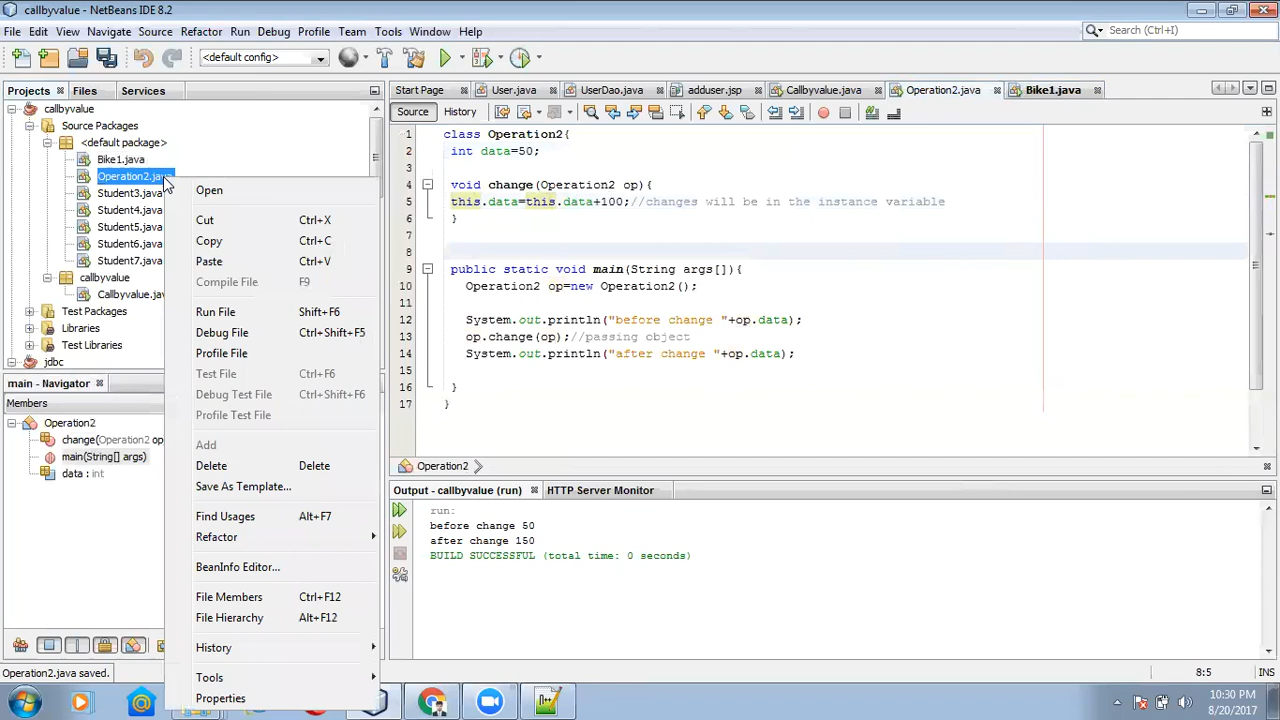 callbyvalue - NetBeans IDE 8.2
File Edit View Navigate Source Refactor Run Debug Profile Team Tools Window Help
Search (Ctrl+I)
<default config>
Projects Files Services
callbyvalue
Source Packages
<default package>
Bike1.java
Operation2.java
Student3.java
Student4.java
Student5.java
Student6.java
Student7.java
callbyvalue
Callbyvalue.jav
Test Packages
Libraries
Test Libraries
jdbc
main - Navigator
Members
Operation2
change(Operation2 op
main(String[] args)
data : int
Operation2.java saved.
Open
Cut Ctrl+X
Copy Ctrl+C
Paste Ctrl+V
Compile File F9
Run File Shift+F6
Debug File Ctrl+Shift+F5
Profile File
Test File Ctrl+F6
Debug Test File Ctrl+Shift+F6
Profile Test File
Add
Delete Delete
Save As Template...
Find Usages Alt+F7
Refactor
BeanInfo Editor...
File Members Ctrl+F12
File Hierarchy Alt+F12
History
Tools
Properties
Start Page User.java UserDao.java adduser.jsp Callbyvalue.java Operation2.java Bike1.java
Source History
1 class Operation2{
2 int data=50;
3
4 void change(Operation2 op){
5 this.data=this.data+100;//changes will be in the instance variable
6 }
7
8
9 public static void main(String args[]){
10 Operation2 op=new Operation2();
11
12 System.out.println("before change "+op.data);
13 op.change(op);//passing object
14 System.out.println("after change "+op.data);
15
16 }
17 }
Operation2
Output - callbyvalue (run) HTTP Server Monitor
run:
before change 50
after change 150
BUILD SUCCESSFUL (total time: 0 seconds)
8:5 INS
10:30 PM
8/20/2017